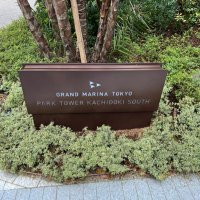 GRAND MARINA TOKYO
PARK TOWER KACHIDOKI SOUTH